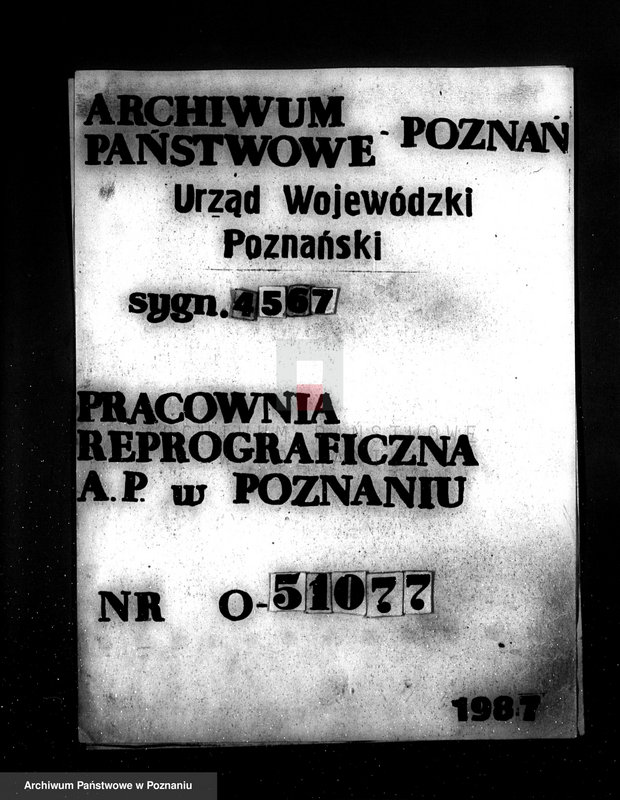 ARCHIWUM
PAŃSTWOWE - POZNAŃ
Urząd Wojewódzki
Poznański
sygn. 4567
PRACOWNIA
REPROGRAFICZNA
A.P. w POZNANIU
NR O-51077
1987
Archiwum Państwowe w Poznaniu